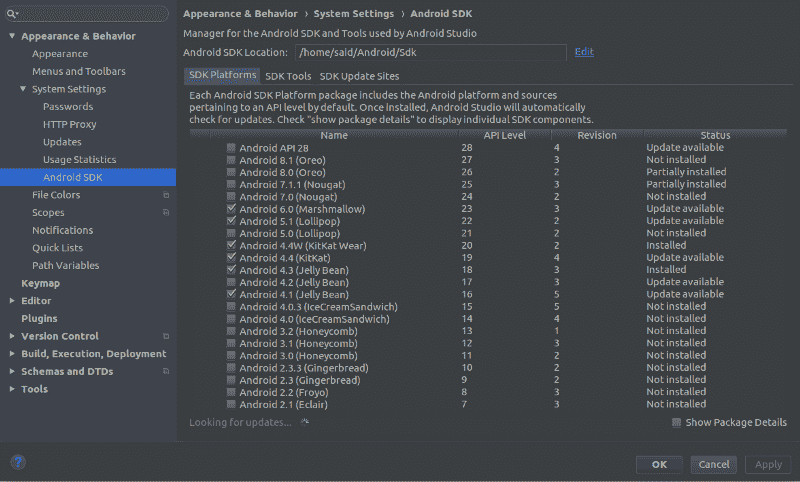 Appearance & Behavior › System Settings › Android SDK
Manager for the Android SDK and Tools used by Android Studio
Android SDK Location: /home/said/Android/Sdk Edit
SDK Platforms SDK Tools SDK Update Sites
Each Android SDK Platform package includes the Android platform and sources
pertaining to an API level by default. Once installed, Android Studio will automatically
check for updates. Check "show package details" to display individual SDK components.
Name API Level Revision Status
Android API 28 28 4 Update available
Android 8.1 (Oreo) 27 3 Not installed
Android 8.0 (Oreo) 26 2 Partially installed
Android 7.1.1 (Nougat) 25 3 Partially installed
Android 7.0 (Nougat) 24 2 Not installed
Android 6.0 (Marshmallow) 23 3 Update available
Android 5.1 (Lollipop) 22 2 Update available
Android 5.0 (Lollipop) 21 2 Not installed
Android 4.4W (KitKat Wear) 20 2 Installed
Android 4.4 (KitKat) 19 4 Update available
Android 4.3 (Jelly Bean) 18 3 Installed
Android 4.2 (Jelly Bean) 17 3 Update available
Android 4.1 (Jelly Bean) 16 5 Update available
Android 4.0.3 (IceCreamSandwich) 15 5 Not installed
Android 4.0 (IceCreamSandwich) 14 4 Not installed
Android 3.2 (Honeycomb) 13 1 Not installed
Android 3.1 (Honeycomb) 12 3 Not installed
Android 3.0 (Honeycomb) 11 2 Not installed
Android 2.3.3 (Gingerbread) 10 2 Not installed
Android 2.3 (Gingerbread) 9 2 Not installed
Android 2.2 (Froyo) 8 3 Not installed
Android 2.1 (Eclair) 7 3 Not installed
Looking for updates... Show Package Details
Appearance & Behavior
Appearance
Menus and Toolbars
System Settings
Passwords
HTTP Proxy
Updates
Usage Statistics
Android SDK
File Colors
Scopes
Notifications
Quick Lists
Path Variables
Keymap
Editor
Plugins
Version Control
Build, Execution, Deployment
Schemas and DTDs
Tools
? OK Cancel Apply